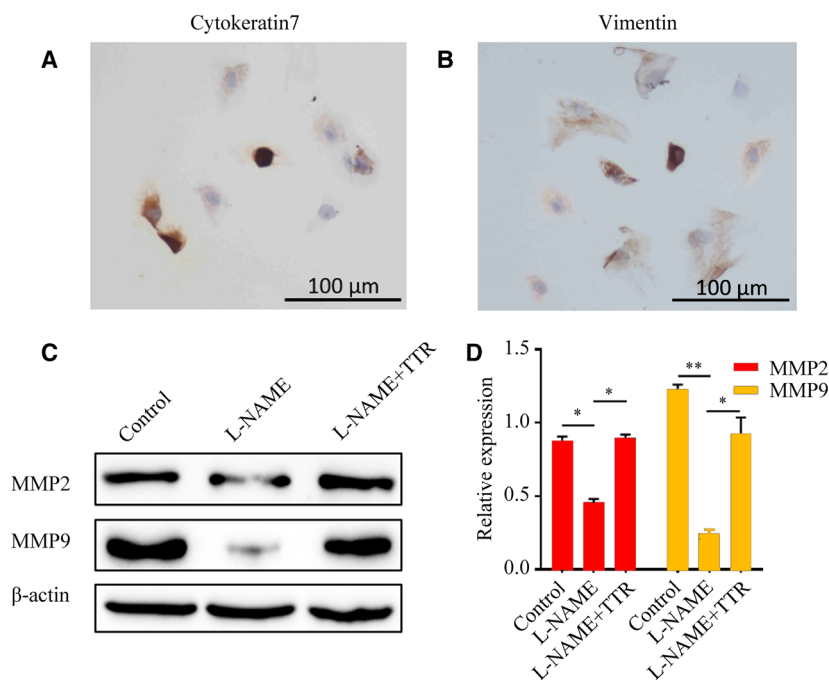 Cytokeratin7
Vimentin
A
B
100 µm
100 µm
C
Control
L-NAME
L-NAME+TTR
MMP2
MMP9
β-actin
D
Relative expression
1.5
1.0
0.5
0.0
* * ** *
MMP2
MMP9
Control
L-NAME
L-NAME+TTR
Control
L-NAME
L-NAME+TTR